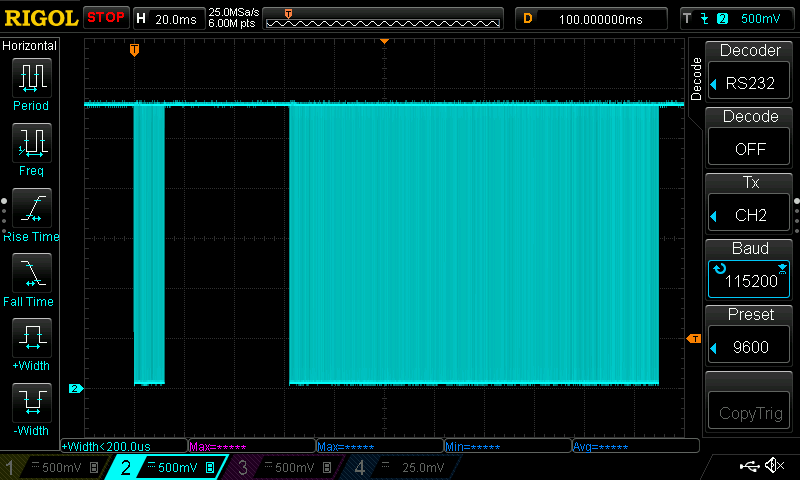 RIGOL STOP H 20.0ms 25.0MSa/s 6.00M pts D 100.000000ms T 2 500mV
Horizontal
Period
Freq
Rise Time
Fall Time
+Width
-Width
T
T
2
T
Decode
Decoder
RS232
Decode
OFF
Tx
CH2
Baud
115200
Preset
9600
CopyTrig
+Width<200.0us Max=***** Max=***** Min=***** Avg=*****
1 500mV B 2 500mV B 3 500mV B 4 25.0mV